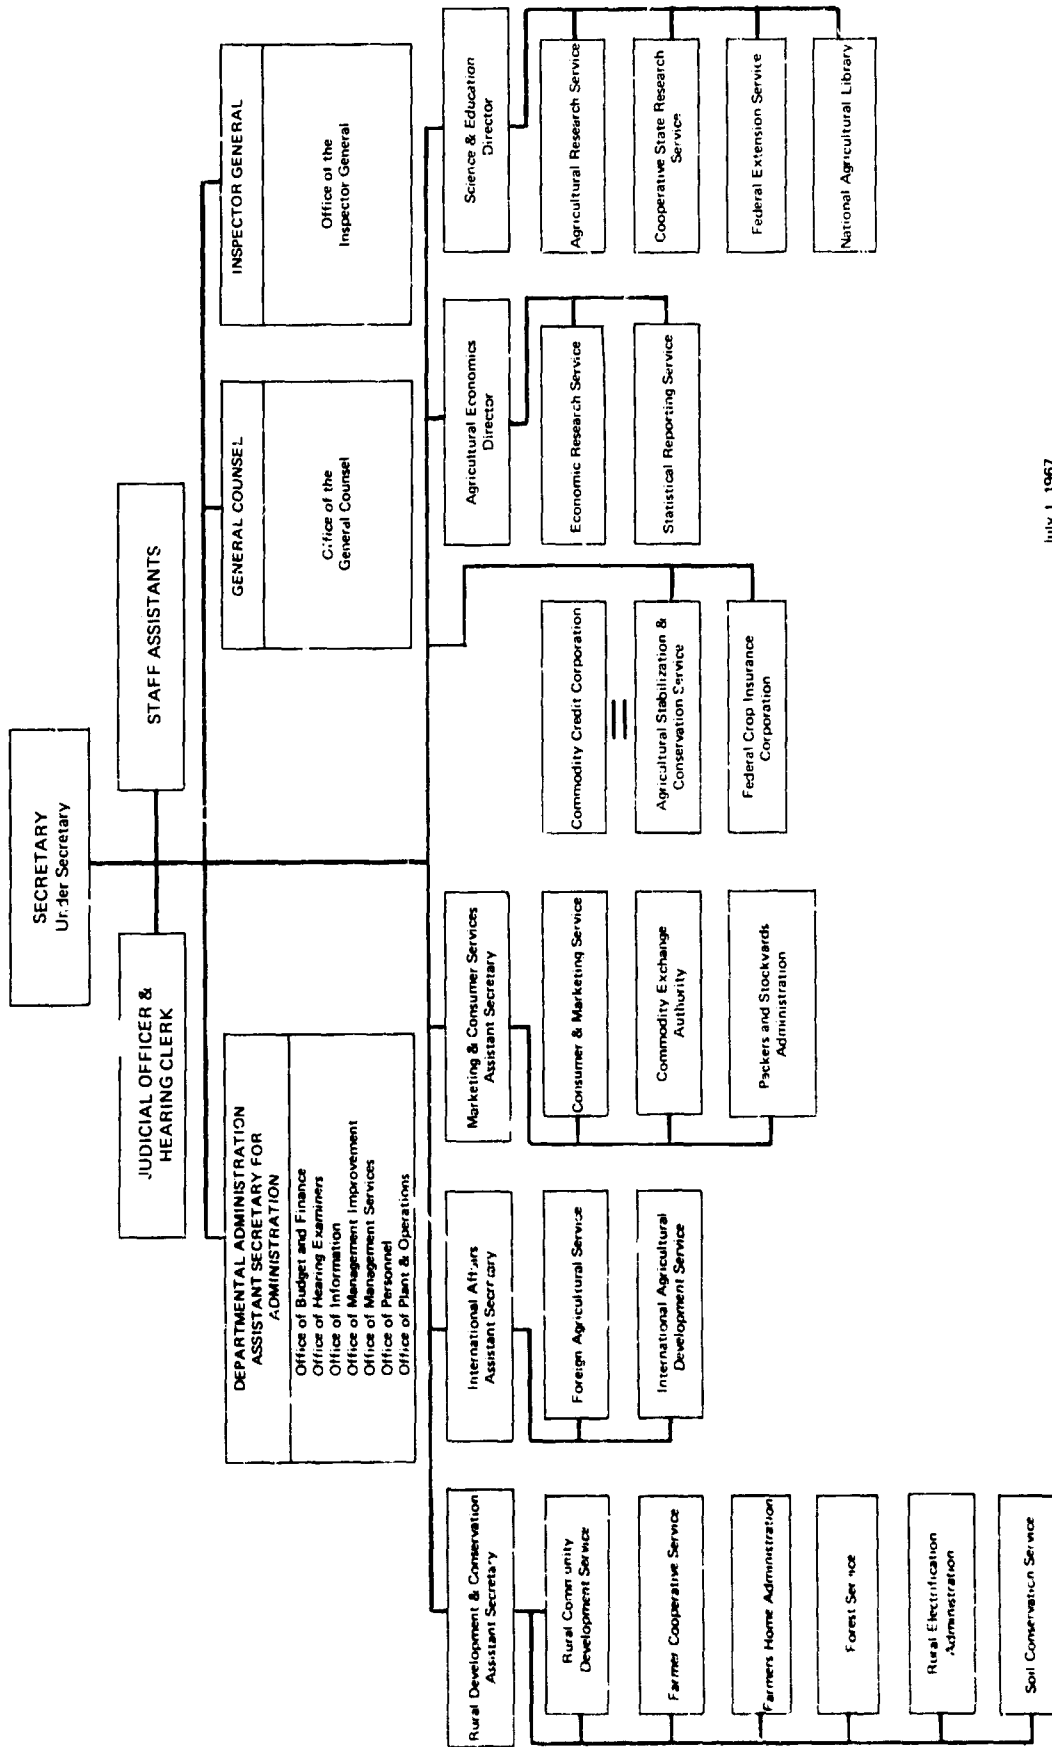 SECRETARY
Under Secretary
JUDICIAL OFFICER &
HEARING CLERK
STAFF ASSISTANTS
DEPARTMENTAL ADMINISTRATION
ASSISTANT SECRETARY FOR
ADMINISTRATION
Office of Budget and Finance
Office of Hearing Examiners
Office of Information
Office of Management Improvement
Office of Management Services
Office of Personnel
Office of Plant & Operations
GENERAL COUNSEL
Office of the
General Counsel
INSPECTOR GENERAL
Office of the
Inspector General
Rural Development & Conservation
Assistant Secretary
Rural Community
Development Service
Farmer Cooperative Service
Farmers Home Administration
Forest Service
Rural Electrification
Administration
Soil Conservation Service
International Affairs
Assistant Secretary
Foreign Agricultural Service
International Agricultural
Development Service
Marketing & Consumer Services
Assistant Secretary
Consumer & Marketing Service
Commodity Exchange
Authority
Packers and Stockyards
Administration
Commodity Credit Corporation
Agricultural Stabilization &
Conservation Service
Federal Crop Insurance
Corporation
Agricultural Economics
Director
Economic Research Service
Statistical Reporting Service
Science & Education
Director
Agricultural Research Service
Cooperative State Research
Service
Federal Extension Service
National Agricultural Library
July 1, 1967